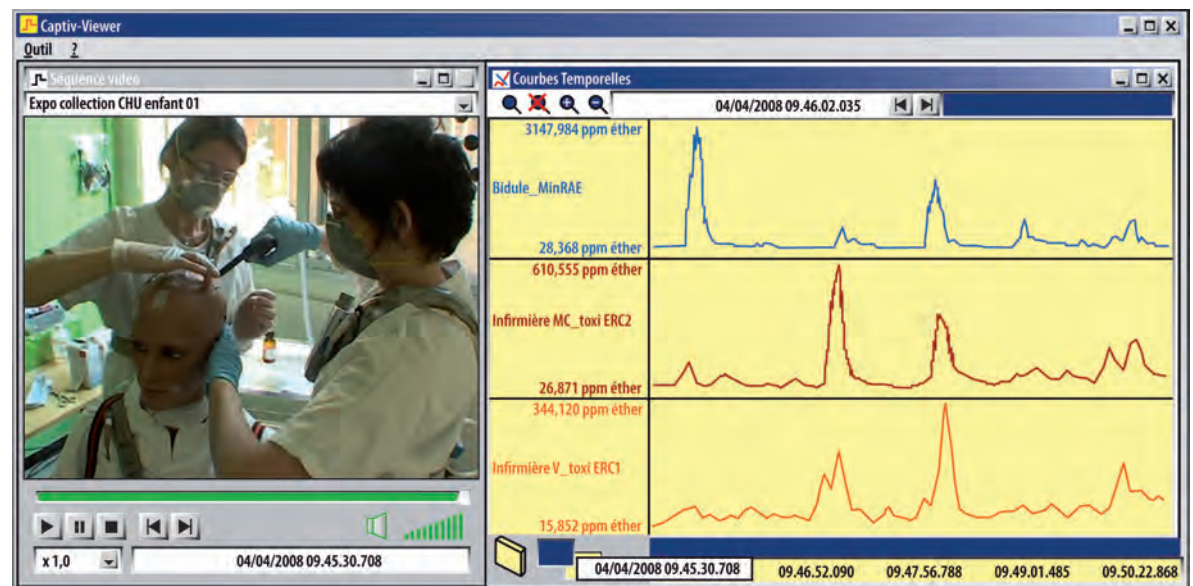 Captiv-Viewer
Outil ?
Séquence vidéo
Expo collection CHU enfant 01
x 1,0
04/04/2008 09.45.30.708
Courbes Temporelles
04/04/2008 09.46.02.035
3147,984 ppm éther
Bidule_MinRAE
28,368 ppm éther
610,555 ppm éther
Infirmière MC_toxi ERC2
26,871 ppm éther
344,120 ppm éther
Infirmière V_toxi ERC1
15,852 ppm éther
04/04/2008 09.45.30.708 09.46.52.090 09.47.56.788 09.49.01.485 09.50.22.868